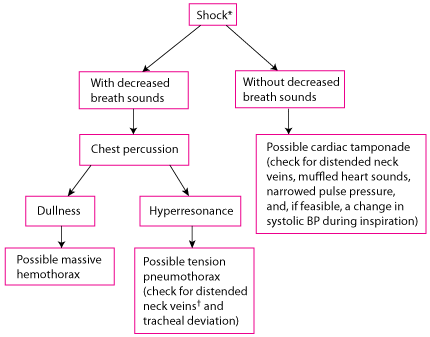 Shock*
With decreased
breath sounds
Without decreased
breath sounds
Chest percussion
Possible cardiac tamponade
(check for distended neck
veins, muffled heart sounds,
narrowed pulse pressure,
and, if feasible, a change in
systolic BP during inspiration)
Dullness
Hyperresonance
Possible massive
hemothorax
Possible tension
pneumothorax
(check for distended
neck veins† and
tracheal deviation)